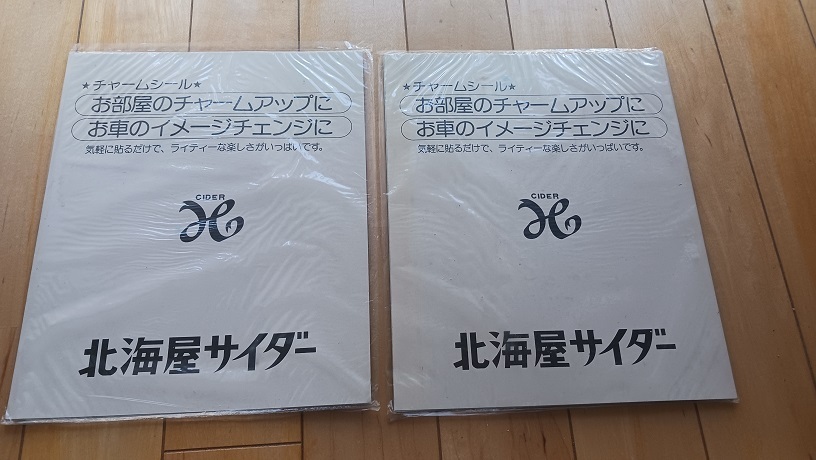 ★チャームシール★
お部屋のチャームアップに
お車のイメージチェンジに
気軽に貼るだけで、ライティーな楽しさがいっぱいです。
CIDER
北海屋サイダー
★チャームシール★
お部屋のチャームアップに
お車のイメージチェンジに
気軽に貼るだけで、ライティーな楽しさがいっぱいです。
CIDER
北海屋サイダー